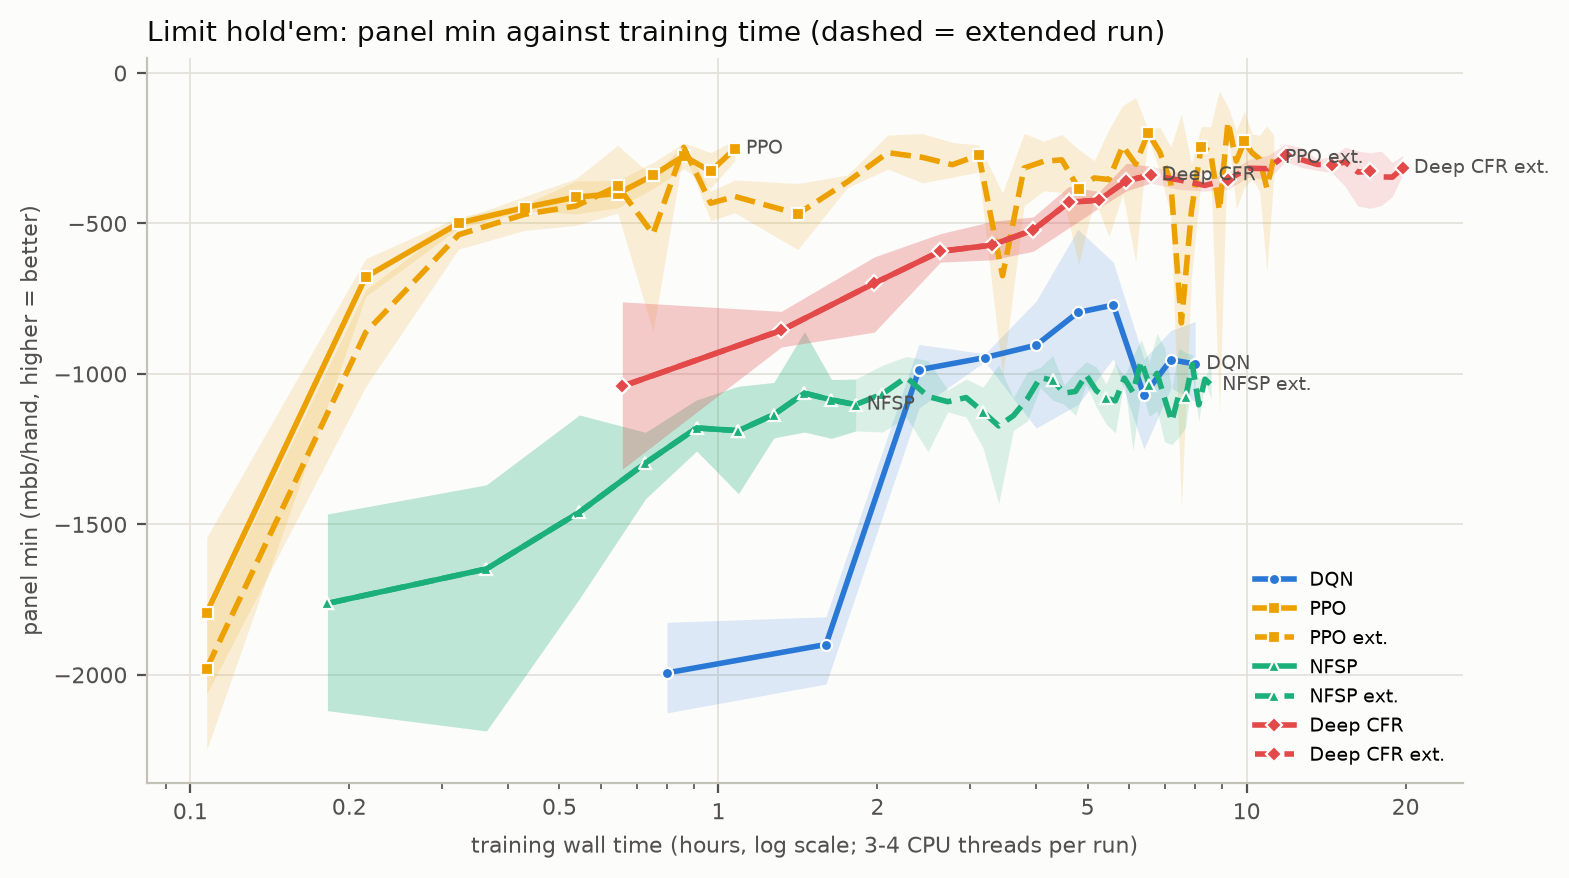 Limit hold'em: panel min against training time (dashed = extended run)
panel min (mbb/hand, higher = better)
0
−500
−1000
−1500
−2000
PPO
PPO ext.
Deep CFR
Deep CFR ext.
DQN
NFSP ext.
NFSP
DQN
PPO
PPO ext.
NFSP
NFSP ext.
Deep CFR
Deep CFR ext.
0.1
0.2
0.5
1
2
5
10
20
training wall time (hours, log scale; 3-4 CPU threads per run)